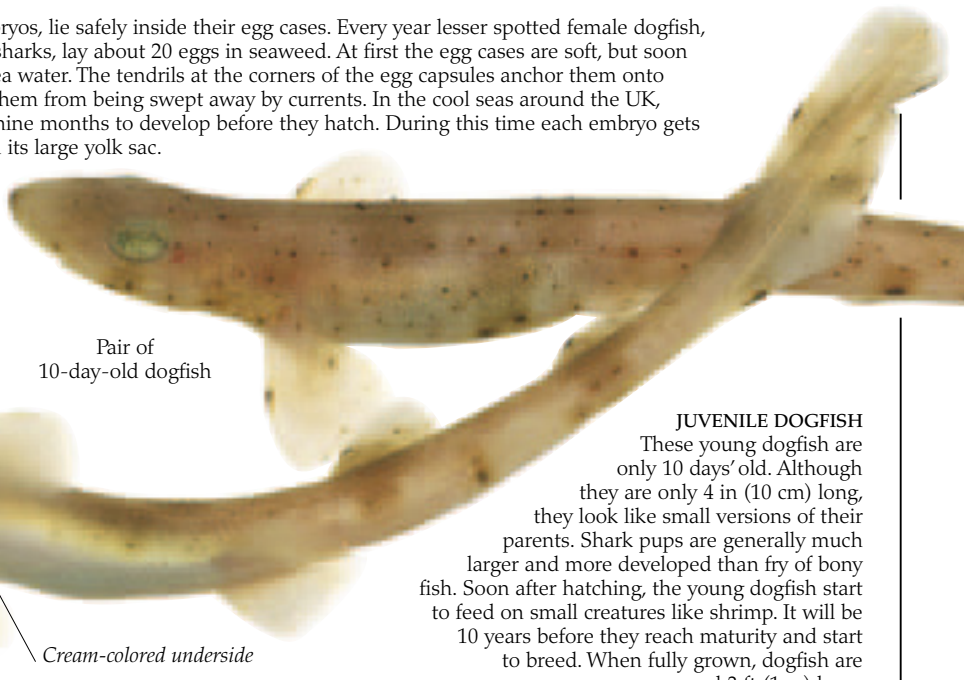 ryos, lie safely inside their egg cases. Every year lesser spotted female dogfish,
sharks, lay about 20 eggs in seaweed. At first the egg cases are soft, but soon
ea water. The tendrils at the corners of the egg capsules anchor them onto
hem from being swept away by currents. In the cool seas around the UK,
nine months to develop before they hatch. During this time each embryo gets
its large yolk sac.
Pair of
10-day-old dogfish
JUVENILE DOGFISH
These young dogfish are
only 10 days’ old. Although
they are only 4 in (10 cm) long,
they look like small versions of their
parents. Shark pups are generally much
larger and more developed than fry of bony
fish. Soon after hatching, the young dogfish start
to feed on small creatures like shrimp. It will be
10 years before they reach maturity and start
to breed. When fully grown, dogfish are
Cream-colored underside